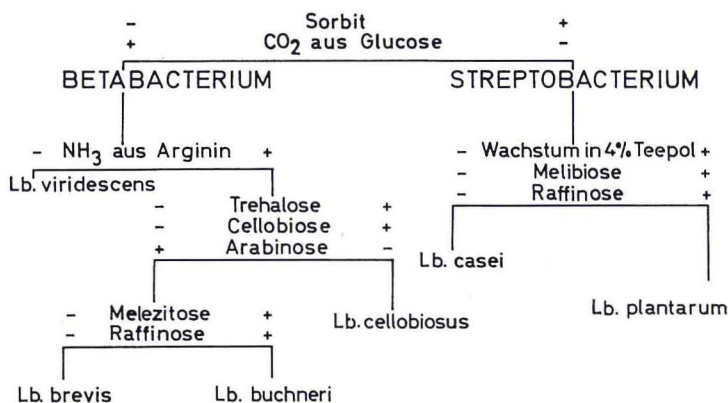 - Sorbit +
+ CO2 aus Glucose -
BETABACTERIUM STREPTOBACTERIUM
- NH3 aus Arginin +
Lb. viridescens
- Trehalose +
- Cellobiose +
+ Arabinose -
Lb. cellobiosus
- Melezitose +
- Raffinose +
Lb. brevis Lb. buchneri
- Wachstum in 4% Teepol +
- Melibiose +
- Raffinose +
Lb. casei
Lb. plantarum